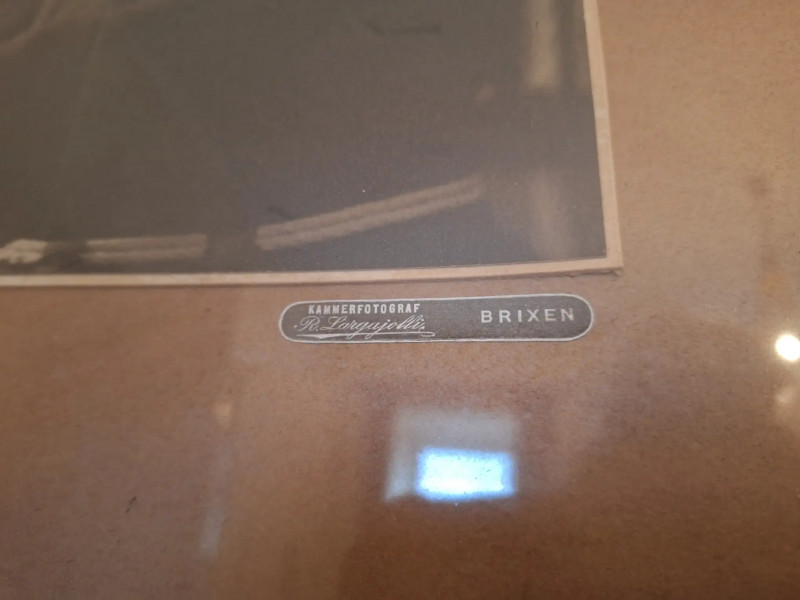 KAMMERFOTOGRAF
R. Largajolli.
BRIXEN